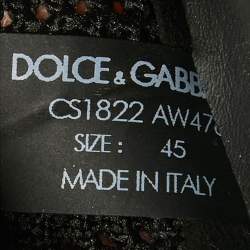 DOLCE & GABB
CS1822 AW47
SIZE: 45
MADE IN ITALY